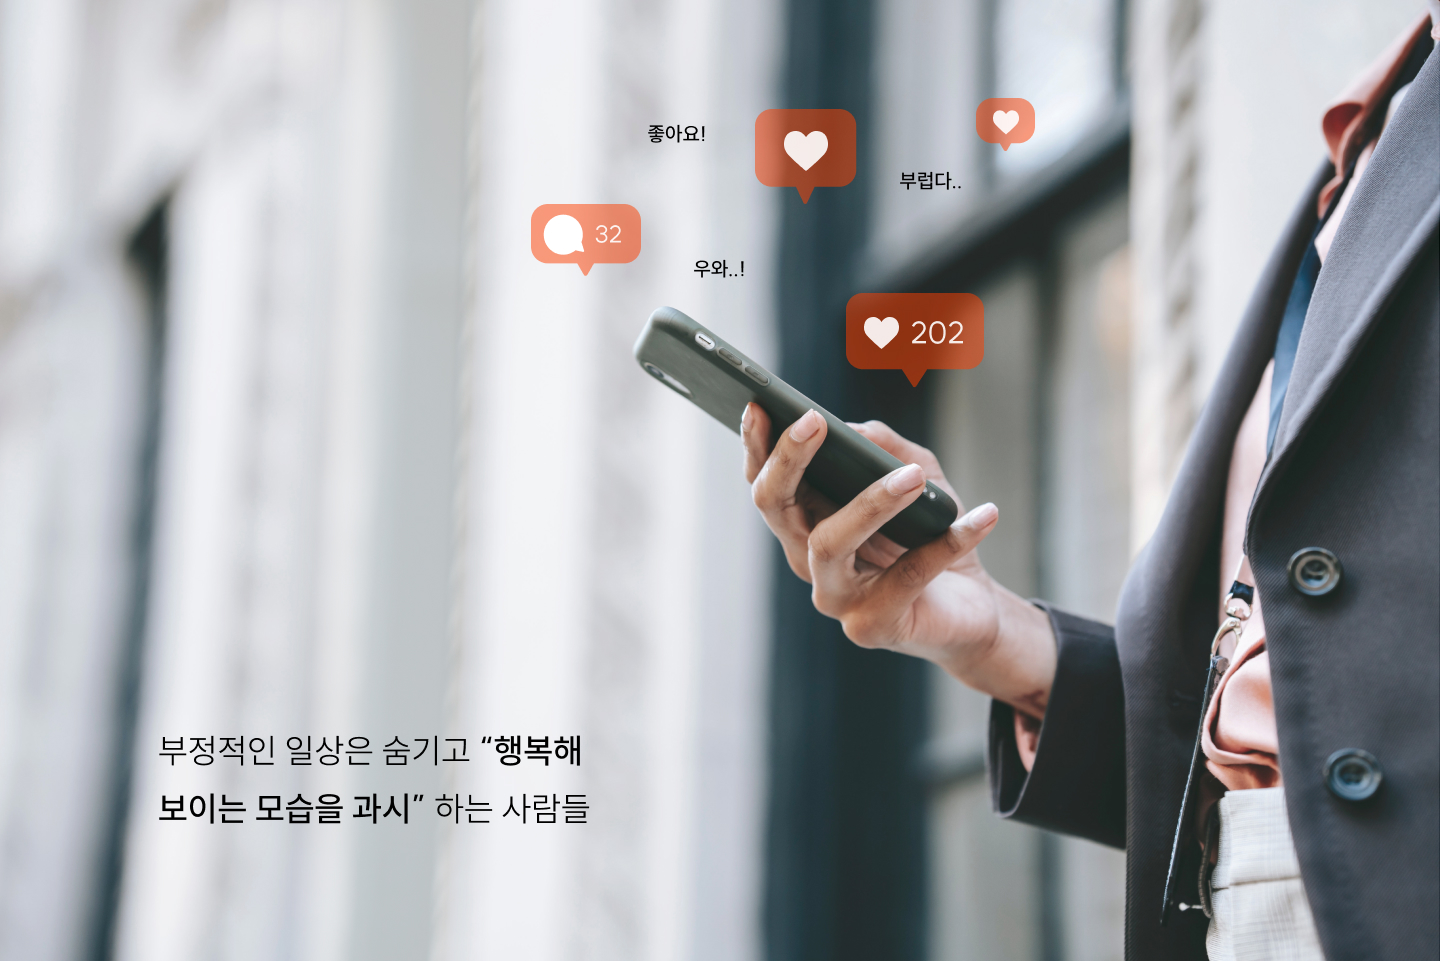 좋아요!
부럽다..
32
우와..!
202
부정적인 일상은 숨기고 “행복해
보이는 모습을 과시” 하는 사람들